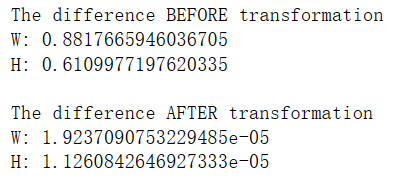 The difference BEFORE transformation
W: 0.8817665946036705
H: 0.6109977197620335
The difference AFTER transformation
W: 1.9237090753229485e-05
H: 1.1260842646927333e-05